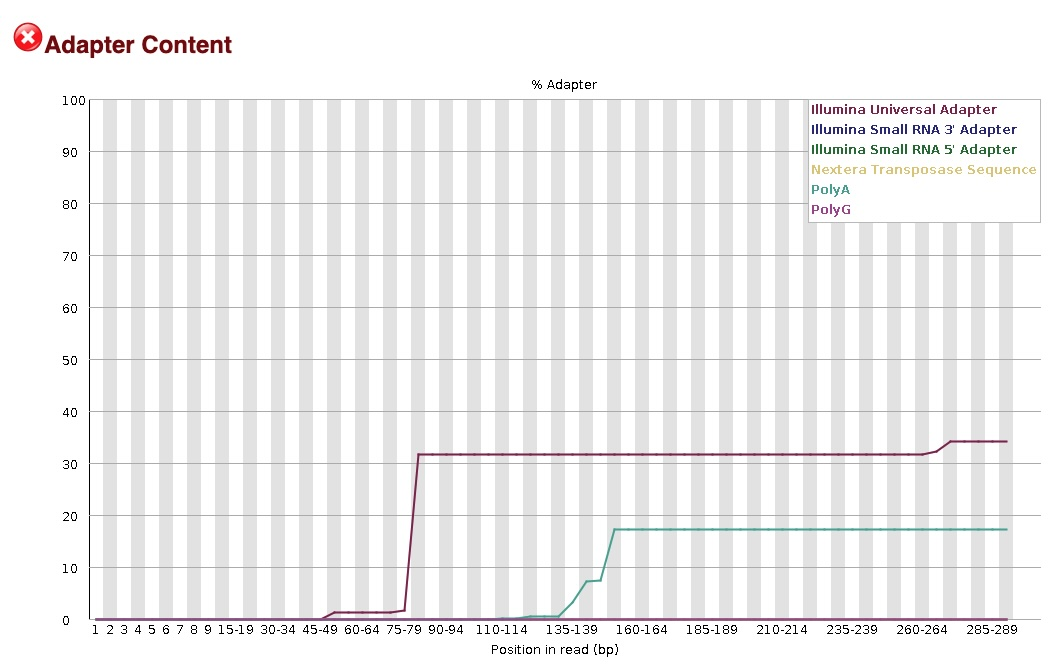 Adapter Content
% Adapter
100
90
80
70
60
50
40
30
20
10
0
Illumina Universal Adapter
Illumina Small RNA 3' Adapter
Illumina Small RNA 5' Adapter
Nextera Transposase Sequence
PolyA
PolyG
1 2 3 4 5 6 7 8 9 15-19 30-34 45-49 60-64 75-79 90-94 110-114 135-139 160-164 185-189 210-214 235-239 260-264 285-289
Position in read (bp)